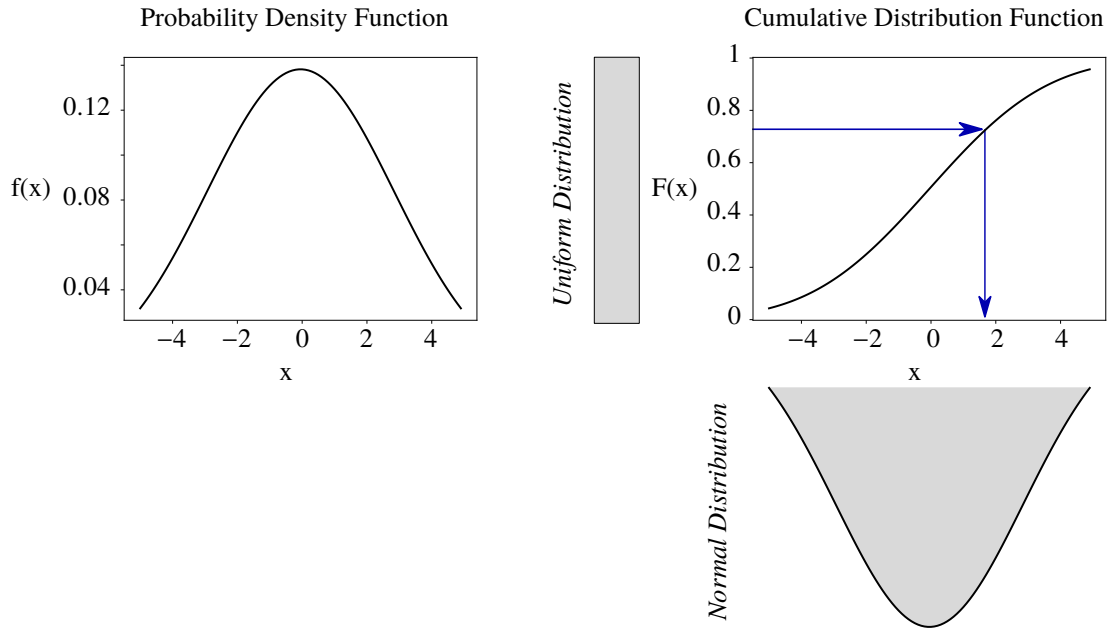 Probability Density Function
f(x)
0.12
0.08
0.04
−4 −2 0 2 4
x
Uniform Distribution
Cumulative Distribution Function
F(x)
1
0.8
0.6
0.4
0.2
0
−4 −2 0 2 4
x
Normal Distribution